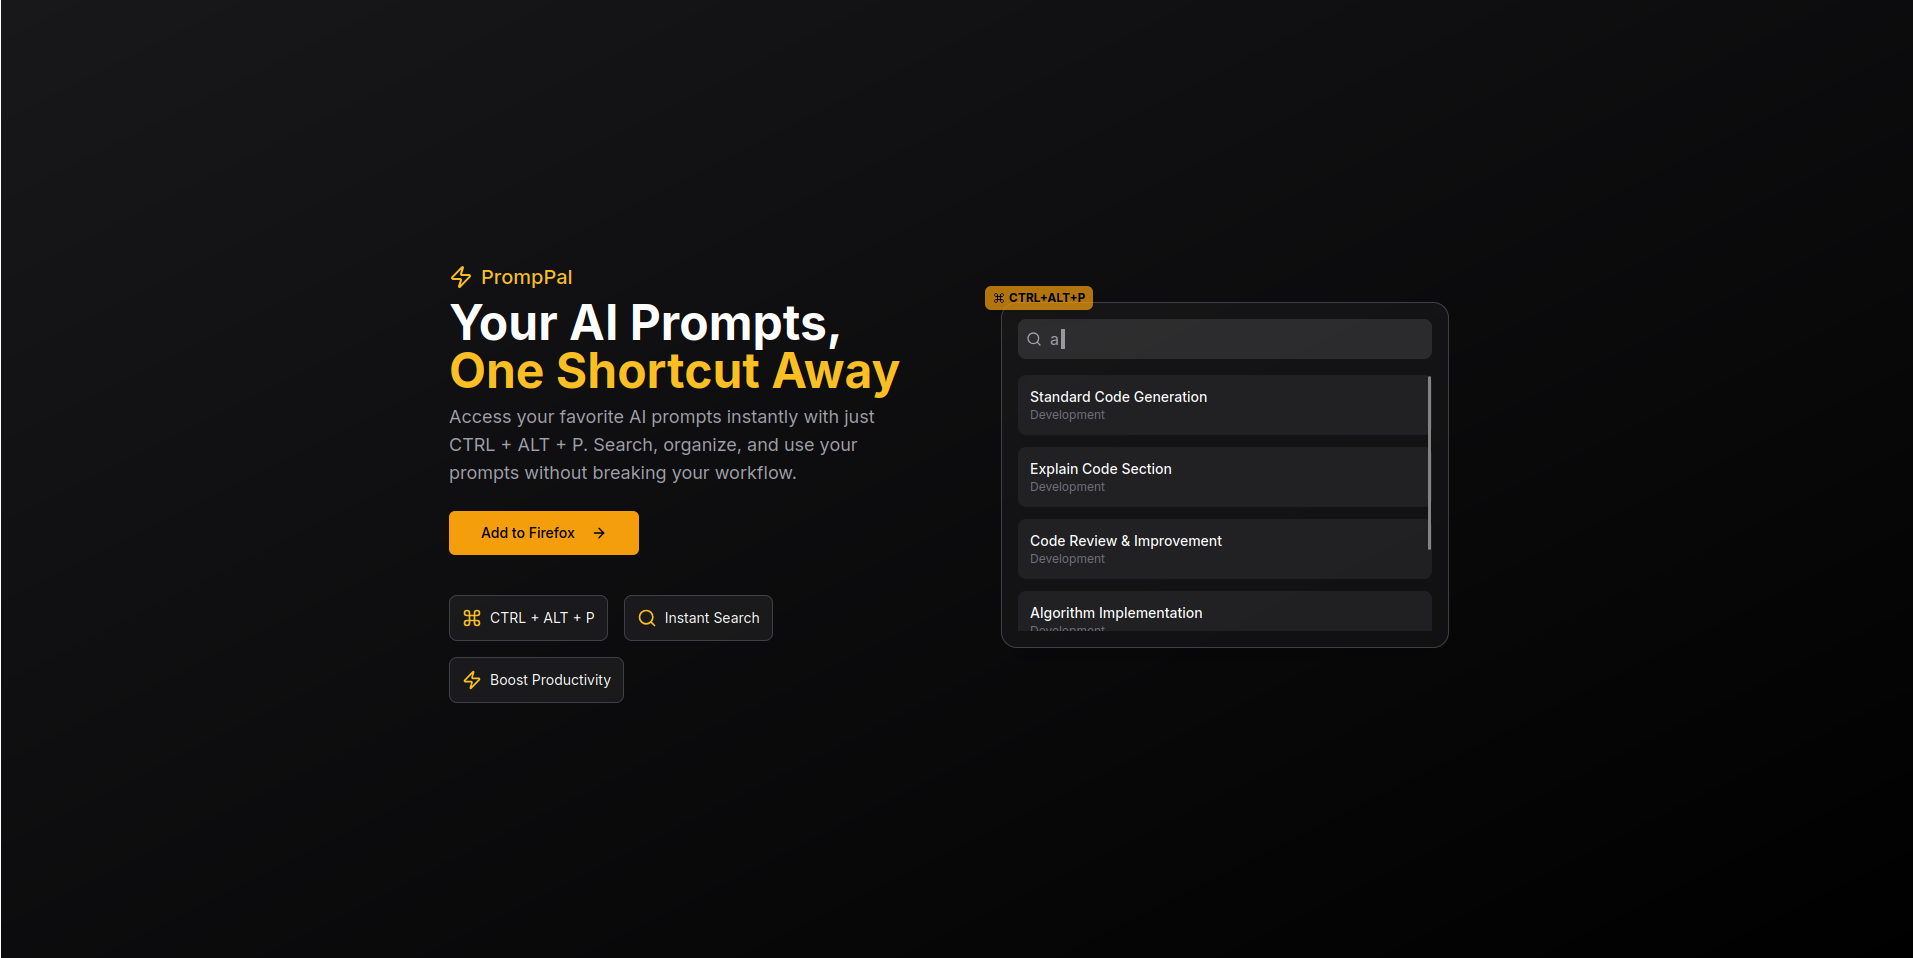 PrompPal
Your AI Prompts,
One Shortcut Away
Access your favorite AI prompts instantly with just
CTRL + ALT + P. Search, organize, and use your
prompts without breaking your workflow.
Add to Firefox
CTRL + ALT + P
Instant Search
Boost Productivity
CTRL+ALT+P
a
Standard Code Generation
Development
Explain Code Section
Development
Code Review & Improvement
Development
Algorithm Implementation
Development